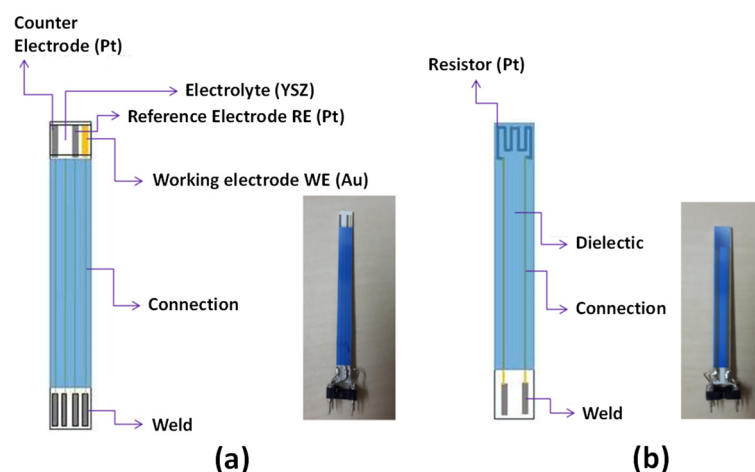 Counter
Electrode (Pt)
Electrolyte (YSZ)
Reference Electrode RE (Pt)
Working electrode WE (Au)
Connection
Weld
(a)
Resistor (Pt)
Dielectic
Connection
Weld
(b)